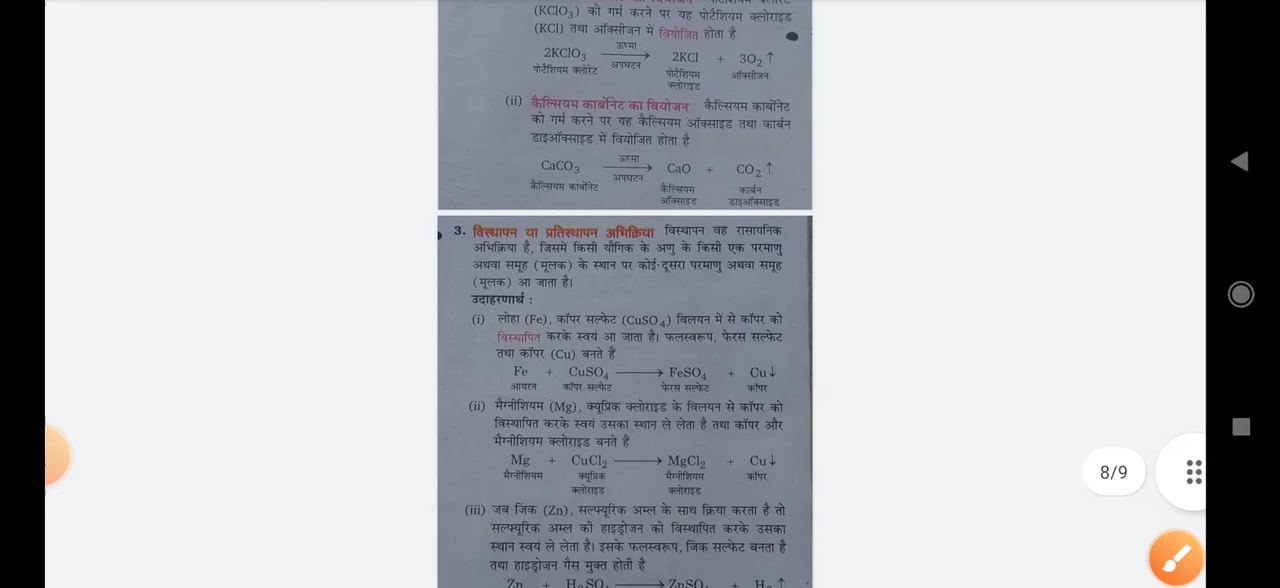 (KClO₃) को गर्म करने पर यह पोटैशियम क्लोराइड
(KCl) तथा ऑक्सीजन में वियोजित होता है
2KClO₃ ऊष्मा → अपघटन 2KCl + 3O₂ ↑
पोटैशियम क्लोरेट पोटैशियम क्लोराइड ऑक्सीजन
(ii) कैल्सियम कार्बोनेट का वियोजन कैल्सियम कार्बोनेट
को गर्म करने पर यह कैल्सियम ऑक्साइड तथा कार्बन
डाइऑक्साइड में वियोजित होता है
CaCO₃ ऊष्मा → अपघटन CaO + CO₂ ↑
कैल्सियम कार्बोनेट कैल्सियम ऑक्साइड कार्बन डाइऑक्साइड
3. विस्थापन या प्रतिस्थापन अभिक्रिया विस्थापन वह रासायनिक
अभिक्रिया है, जिसमें किसी यौगिक के अणु के किसी एक परमाणु
अथवा समूह (मूलक) के स्थान पर कोई दूसरा परमाणु अथवा समूह
(मूलक) आ जाता है।
उदाहरणार्थ :
(i) लोहा (Fe), कॉपर सल्फेट (CuSO₄) विलयन में से कॉपर को
विस्थापित करके स्वयं आ जाता है। फलस्वरूप, फेरस सल्फेट
तथा कॉपर (Cu) बनते हैं
Fe + CuSO₄ → FeSO₄ + Cu↓
आयरन कॉपर सल्फेट फेरस सल्फेट कॉपर
(ii) मैग्नीशियम (Mg), क्यूप्रिक क्लोराइड के विलयन से कॉपर को
विस्थापित करके स्वयं उसका स्थान ले लेता है तथा कॉपर और
मैग्नीशियम क्लोराइड बनते हैं
Mg + CuCl₂ → MgCl₂ + Cu↓
मैग्नीशियम क्यूप्रिक क्लोराइड मैग्नीशियम क्लोराइड कॉपर
(iii) जब जिंक (Zn), सल्फ्यूरिक अम्ल के साथ क्रिया करता है तो
सल्फ्यूरिक अम्ल की हाइड्रोजन को विस्थापित करके उसका
स्थान स्वयं ले लेता है। इसके फलस्वरूप, जिंक सल्फेट बनता है
तथा हाइड्रोजन गैस मुक्त होती है
Zn + H₂SO₄ → ZnSO₄ + H₂ ↑
8/9